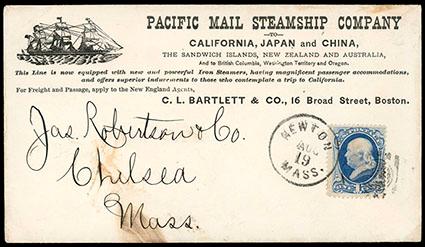 PACIFIC MAIL STEAMSHIP COMPANY
—TO—
CALIFORNIA, JAPAN and CHINA,
THE SANDWICH ISLANDS, NEW ZEALAND AND AUSTRALIA,
And to British Columbia, Washington Territory and Oregon.
This Line is now equipped with new and powerful Iron Steamers, having magnificent passenger accommodations,
and offers superior inducements to those who contemplate a trip to California.
For Freight and Passage, apply to the New England Agents,
C. L. BARTLETT & CO., 16 Broad Street, Boston.
Jas. Robertson & Co.
Chelsea
Mass.
NEWTON
AUG
19
MASS.
ONE